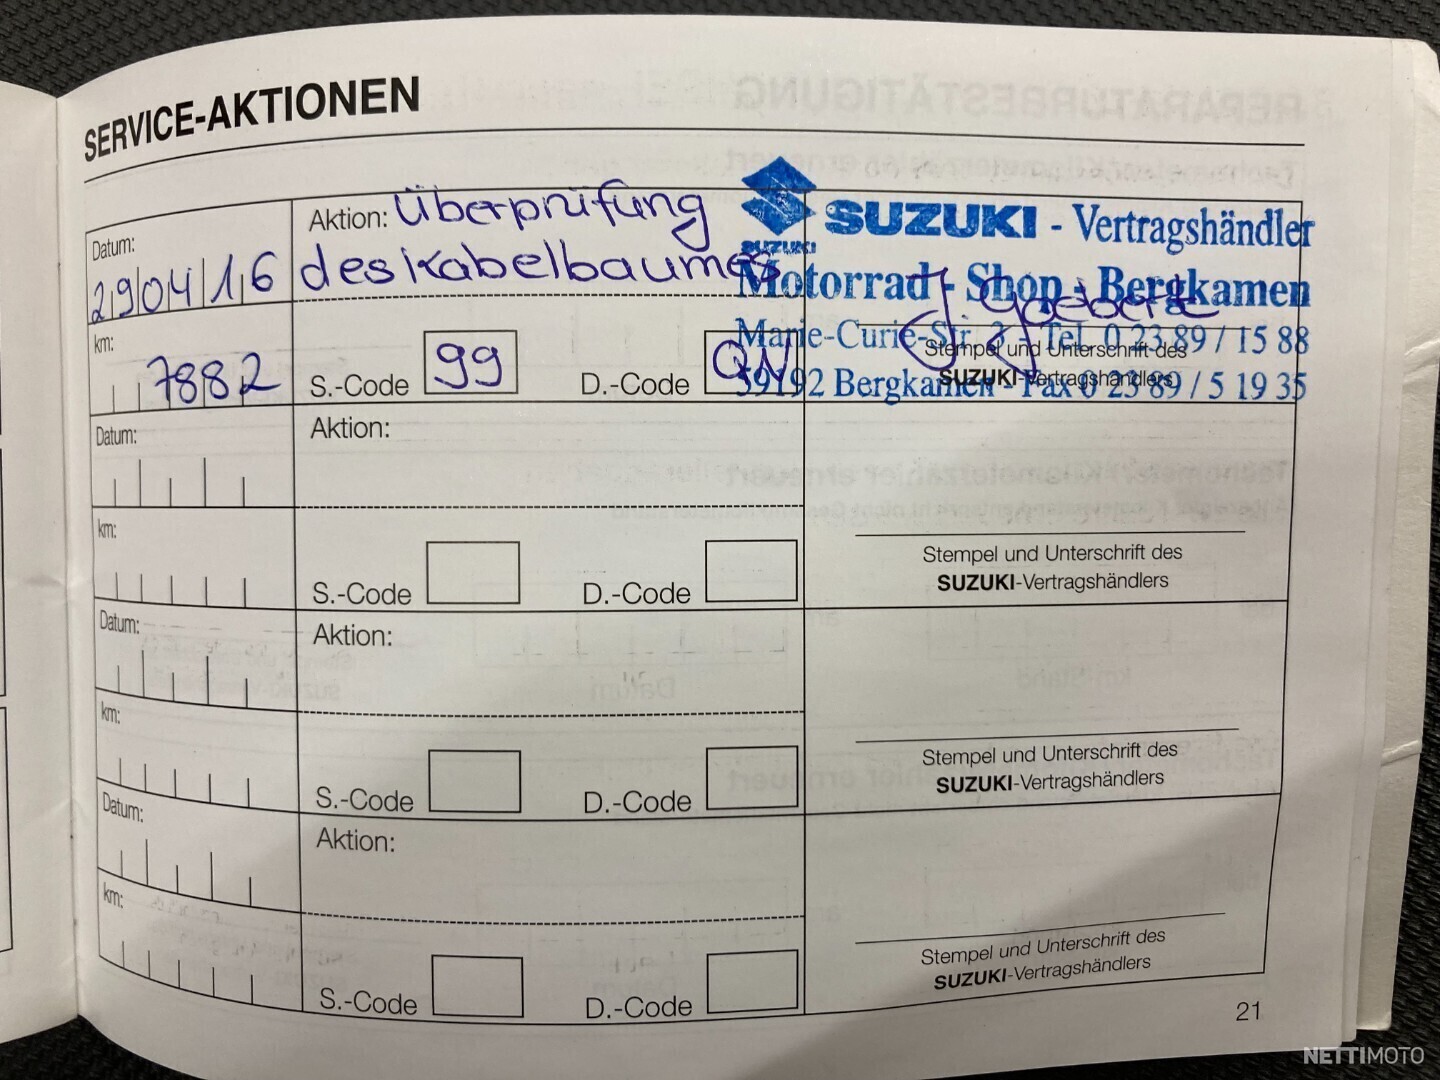 SERVICE-AKTIONEN
Datum: 290416
Aktion: Überprüfung
des Kabelbaumes
km: 7882
S.-Code 99
D.-Code QN
SUZUKI
SUZUKI - Vertragshändler
Motorrad - Shop - Bergkamen
Marie-Curie-Str. 3 - Tel. 0 23 89 / 15 88
59192 Bergkamen - Fax 0 23 89 / 5 19 35
Stempel und Unterschrift des
SUZUKI-Vertragshändlers
Datum:
Aktion:
km:
S.-Code
D.-Code
Stempel und Unterschrift des
SUZUKI-Vertragshändlers
Datum:
Aktion:
km:
S.-Code
D.-Code
Stempel und Unterschrift des
SUZUKI-Vertragshändlers
Datum:
Aktion:
km:
S.-Code
D.-Code
Stempel und Unterschrift des
SUZUKI-Vertragshändlers
21
NETTIMOTO